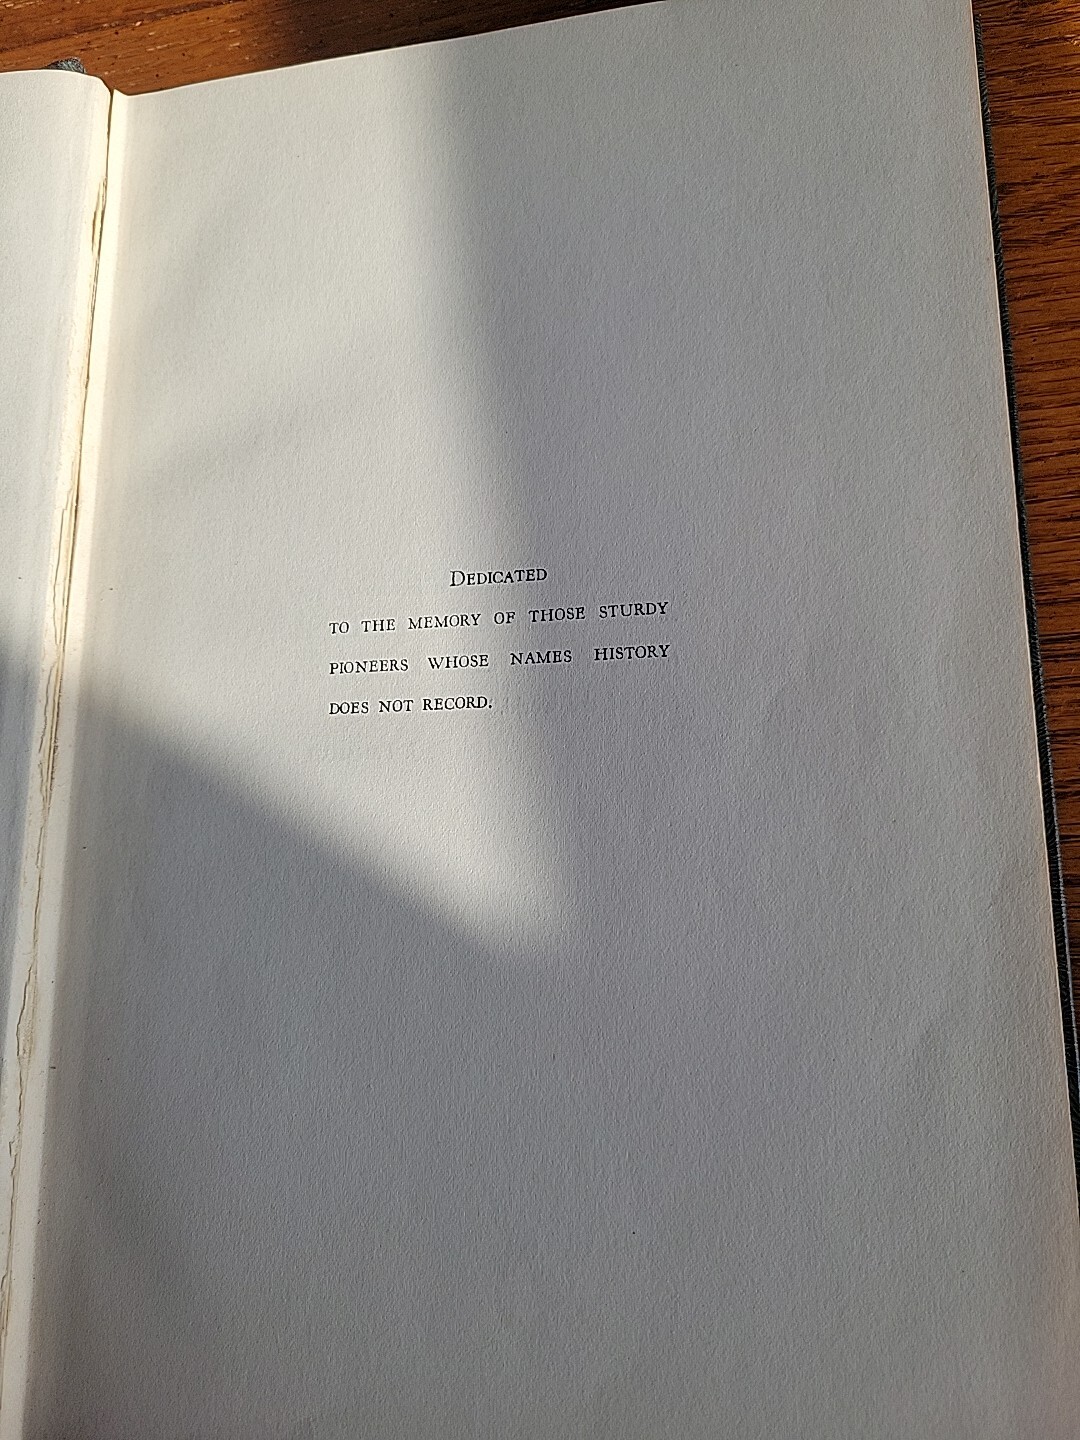 DEDICATED
TO THE MEMORY OF THOSE STURDY
PIONEERS WHOSE NAMES HISTORY
DOES NOT RECORD.